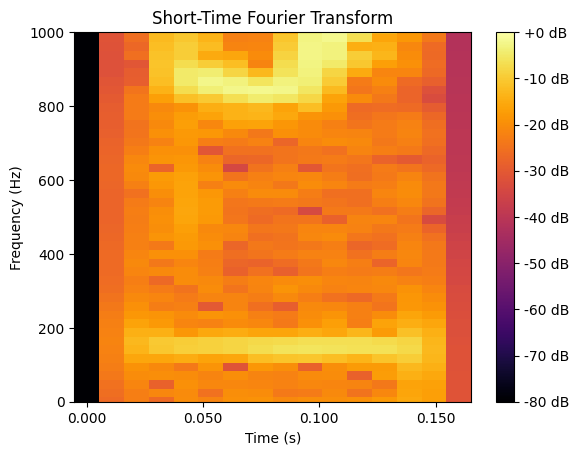 Short-Time Fourier Transform
1000
800
600
400
200
0
Frequency (Hz)
0.000
0.050
0.100
0.150
Time (s)
+0 dB
-10 dB
-20 dB
-30 dB
-40 dB
-50 dB
-60 dB
-70 dB
-80 dB